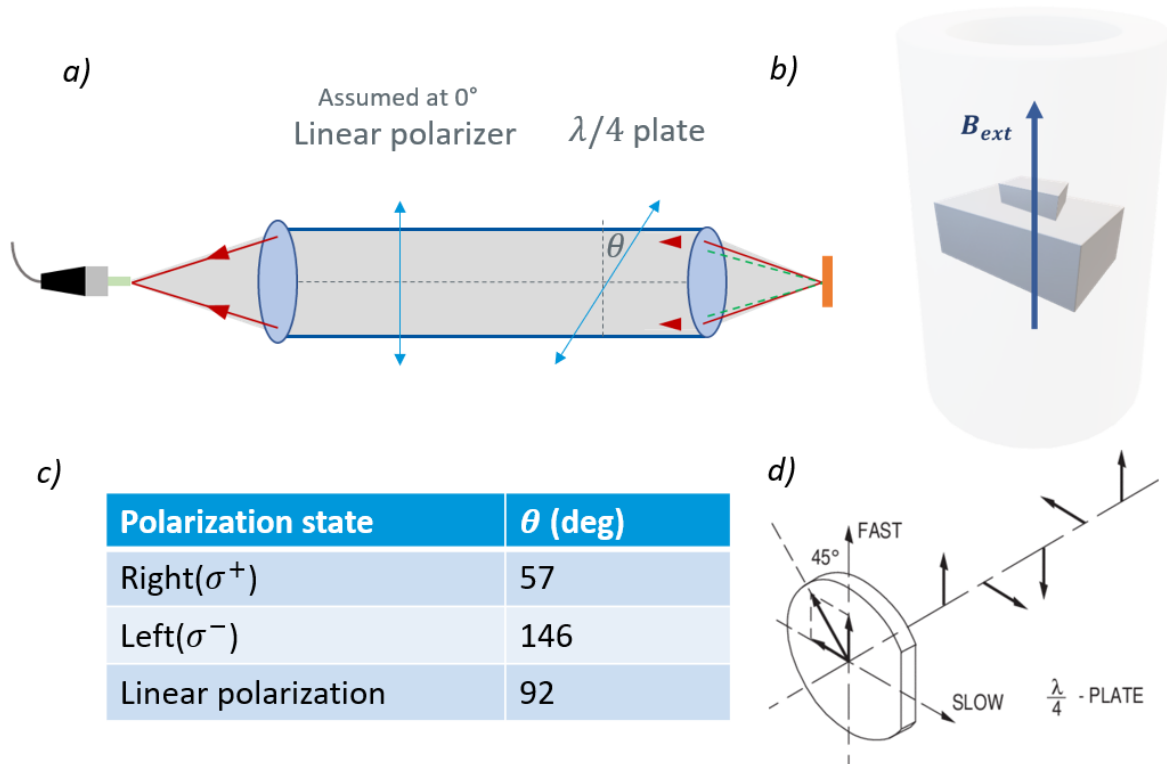 a)
Assumed at 0°
Linear polarizer
λ/4 plate
θ
b)
B_ext
c)
Polarization state θ (deg)
Right(σ⁺) 57
Left(σ⁻) 146
Linear polarization 92
d)
FAST
45°
SLOW
λ/4 - PLATE